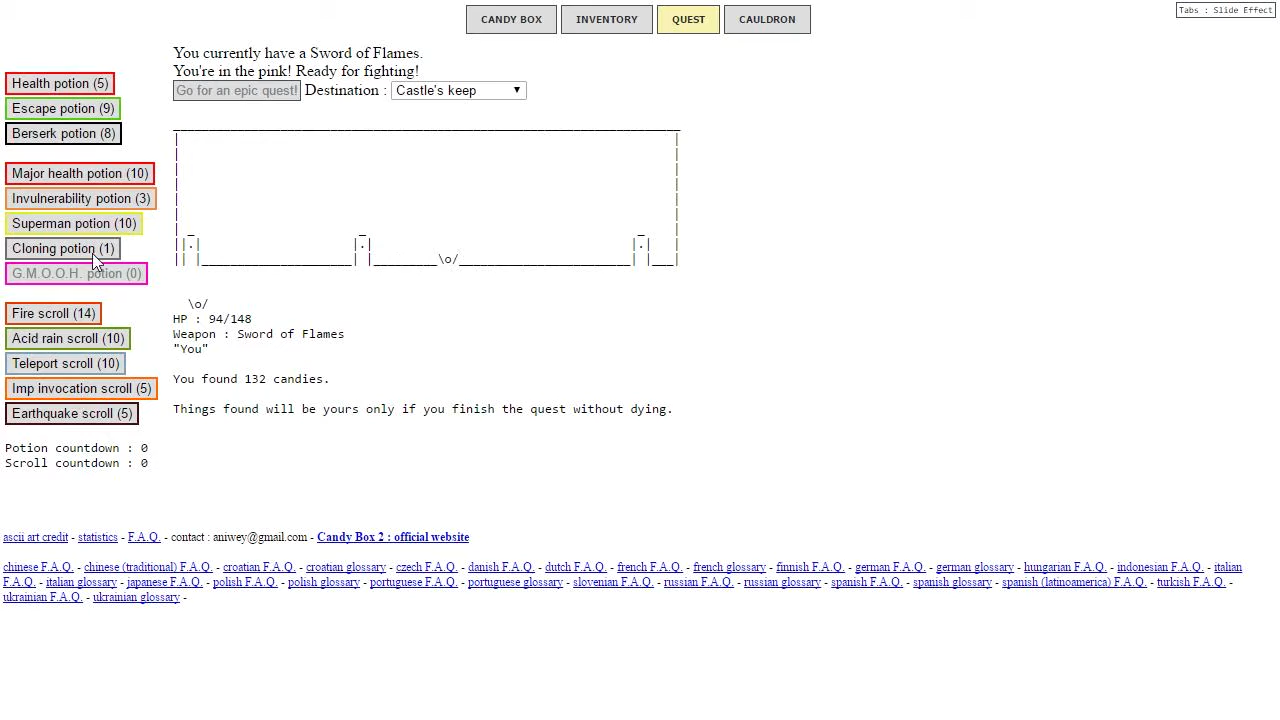 CANDY BOX INVENTORY QUEST CAULDRON
Tabs : Slide Effect
You currently have a Sword of Flames.
You're in the pink! Ready for fighting!
Go for an epic quest! Destination : Castle's keep
Health potion (5)
Escape potion (9)
Berserk potion (8)
Major health potion (10)
Invulnerability potion (3)
Superman potion (10)
Cloning potion (1)
G.M.O.O.H. potion (0)
Fire scroll (14)
Acid rain scroll (10)
Teleport scroll (10)
Imp invocation scroll (5)
Earthquake scroll (5)
Potion countdown : 0
Scroll countdown : 0
\o/
\o/
HP : 94/148
Weapon : Sword of Flames
"You"
You found 132 candies.
Things found will be yours only if you finish the quest without dying.
ascii art credit - statistics - F.A.Q. - contact : aniwey@gmail.com - Candy Box 2 : official website
chinese F.A.Q. - chinese (traditional) F.A.Q. - croatian F.A.Q. - croatian glossary - czech F.A.Q. - danish F.A.Q. - dutch F.A.Q. - french F.A.Q. - french glossary - finnish F.A.Q. - german F.A.Q. - german glossary - hungarian F.A.Q. - indonesian F.A.Q. - italian
F.A.Q. - italian glossary - japanese F.A.Q. - polish F.A.Q. - polish glossary - portuguese F.A.Q. - portuguese glossary - slovenian F.A.Q. - russian F.A.Q. - russian glossary - spanish F.A.Q. - spanish glossary - spanish (latinoamerica) F.A.Q. - turkish F.A.Q. -
ukrainian F.A.Q. - ukrainian glossary -